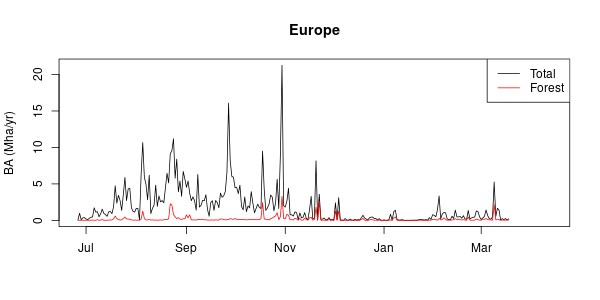 Europe
BA (Mha/yr)
20
15
10
5
0
Total
Forest
Jul Sep Nov Jan Mar